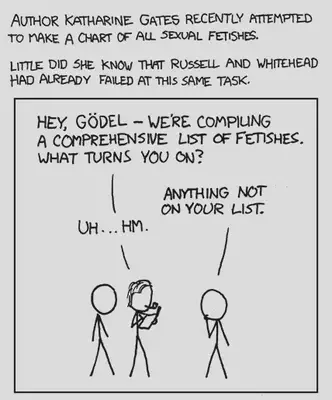 AUTHOR KATHARINE GATES RECENTLY ATTEMPTED
TO MAKE A CHART OF ALL SEXUAL FETISHES.
LITTLE DID SHE KNOW THAT RUSSELL AND WHITEHEAD
HAD ALREADY FAILED AT THIS SAME TASK.
HEY, GÖDEL — WE'RE COMPILING
A COMPREHENSIVE LIST OF FETISHES.
WHAT TURNS YOU ON?
ANYTHING NOT
ON YOUR LIST.
UH...HM.